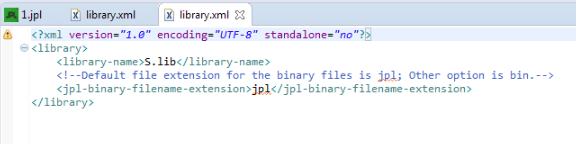 1.jpl library.xml library.xml
<?xml version="1.0" encoding="UTF-8" standalone="no"?>
<library>
<library-name>S.lib</library-name>
<!--Default file extension for the binary files is jpl; Other option is bin.-->
<jpl-binary-filename-extension>jpl</jpl-binary-filename-extension>
</library>